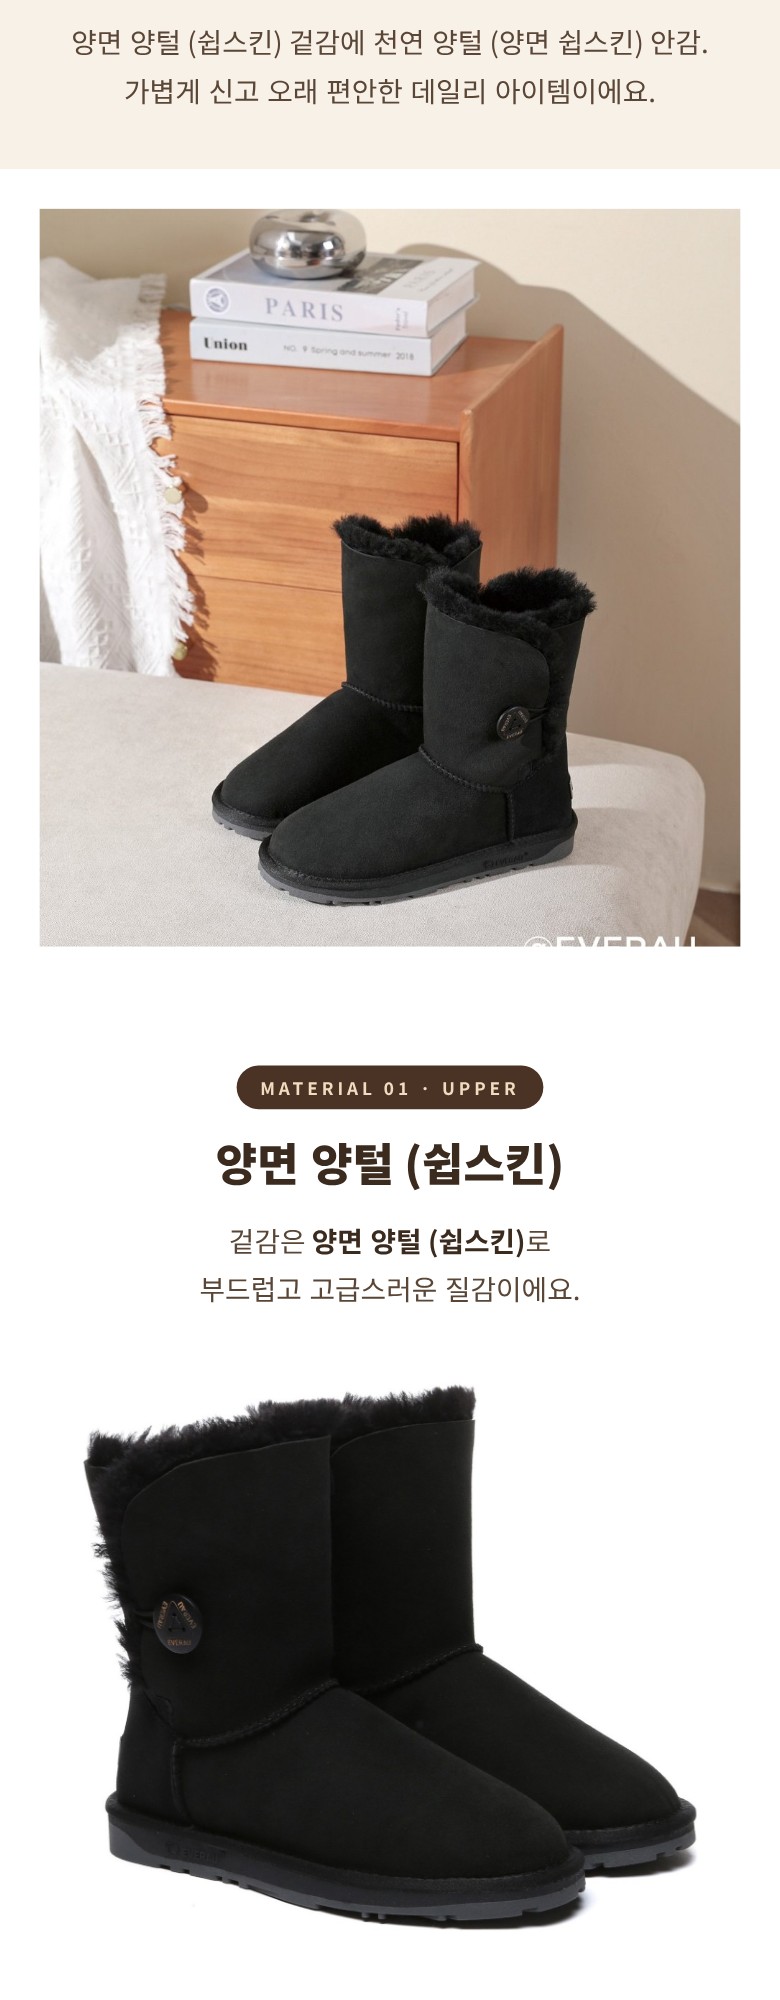 양면 양털 (쉽스킨) 겉감에 천연 양털 (양면 쉽스킨) 안감.
가볍게 신고 오래 편안한 데일리 아이템이에요.
PARIS
Union
NO. 9 Spring and summer 2018
MATERIAL 01 · UPPER
양면 양털 (쉽스킨)
겉감은 양면 양털 (쉽스킨)로
부드럽고 고급스러운 질감이에요.
EVERAU